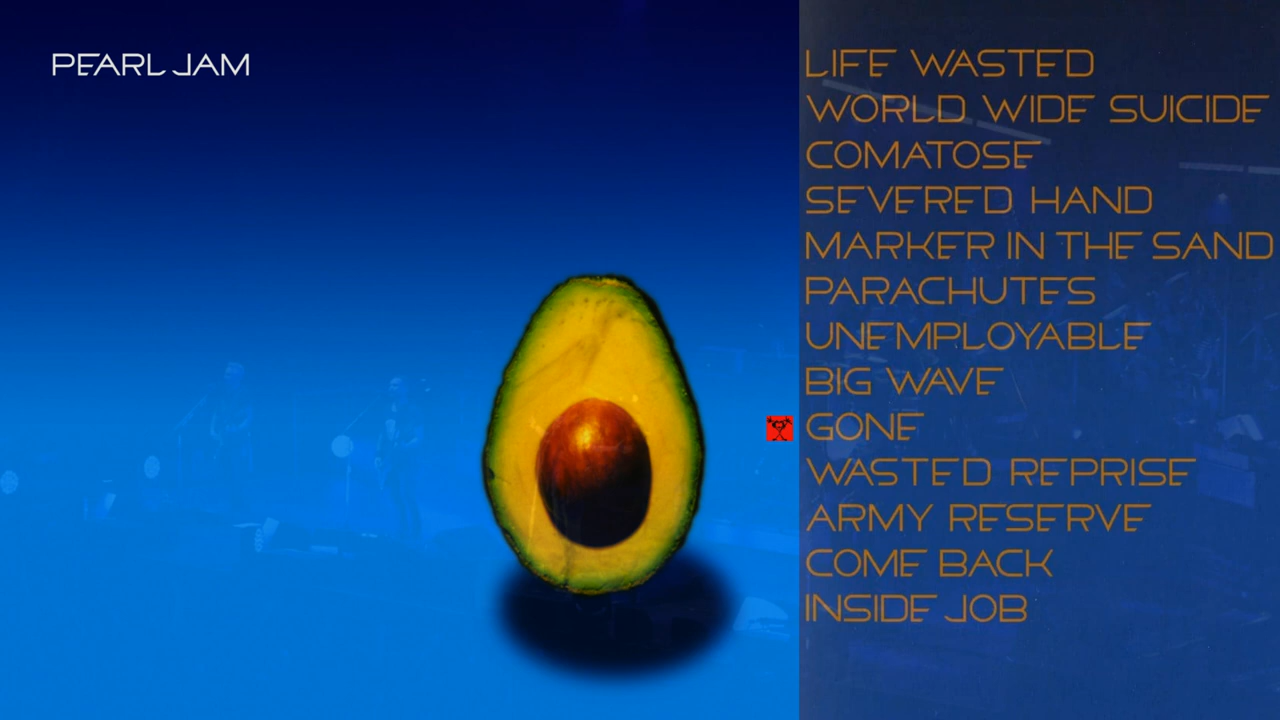 PEARL JAM
LIFE WASTED
WORLD WIDE SUICIDE
COMATOSE
SEVERED HAND
MARKER IN THE SAND
PARACHUTES
UNEMPLOYABLE
BIG WAVE
GONE
WASTED REPRISE
ARMY RESERVE
COME BACK
INSIDE JOB